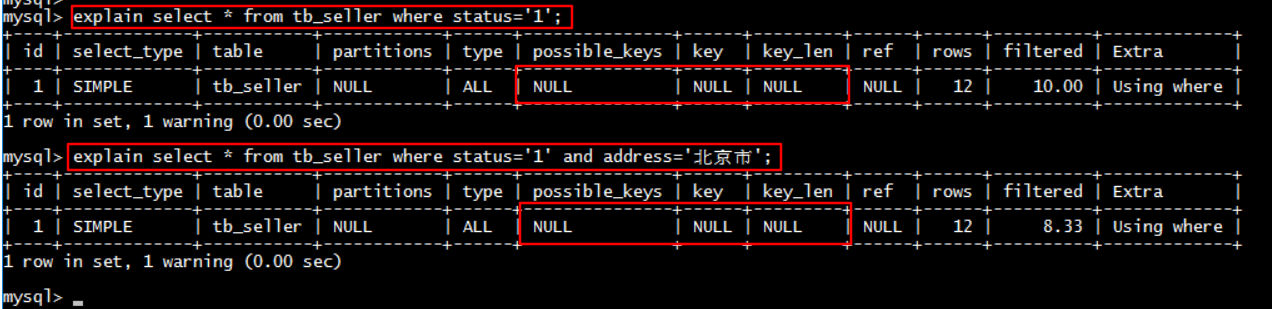 mysql>
mysql> explain select * from tb_seller where status='1';
+----+-------------+-----------+------------+------+---------------+------+---------+------+------+----------+-------------+
| id | select_type | table | partitions | type | possible_keys | key | key_len | ref | rows | filtered | Extra |
+----+-------------+-----------+------------+------+---------------+------+---------+------+------+----------+-------------+
| 1 | SIMPLE | tb_seller | NULL | ALL | NULL | NULL | NULL | NULL | 12 | 10.00 | Using where |
+----+-------------+-----------+------------+------+---------------+------+---------+------+------+----------+-------------+
1 row in set, 1 warning (0.00 sec)
mysql> explain select * from tb_seller where status='1' and address='北京市';
+----+-------------+-----------+------------+------+---------------+------+---------+------+------+----------+-------------+
| id | select_type | table | partitions | type | possible_keys | key | key_len | ref | rows | filtered | Extra |
+----+-------------+-----------+------------+------+---------------+------+---------+------+------+----------+-------------+
| 1 | SIMPLE | tb_seller | NULL | ALL | NULL | NULL | NULL | NULL | 12 | 8.33 | Using where |
+----+-------------+-----------+------------+------+---------------+------+---------+------+------+----------+-------------+
1 row in set, 1 warning (0.00 sec)
mysql> _